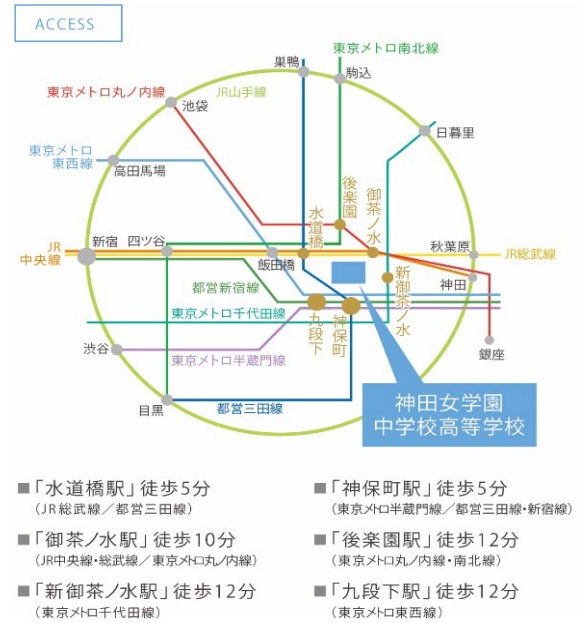 ACCESS
東京メトロ南北線
巣鴨
駒込
東京メトロ丸ノ内線
JR山手線
池袋
日暮里
東京メトロ
東西線
高田馬場
後楽園
御茶ノ水
水道橋
JR
中央線
新宿
四ツ谷
飯田橋
秋葉原
JR総武線
新御茶ノ水
神田
都営新宿線
東京メトロ千代田線
九段下
神保町
渋谷
東京メトロ半蔵門線
銀座
目黒
都営三田線
神田女学園
中学校高等学校
■「水道橋駅」徒歩5分
(JR総武線/都営三田線)
■「御茶ノ水駅」徒歩10分
(JR中央線・総武線/東京メトロ丸ノ内線)
■「新御茶ノ水駅」徒歩12分
(東京メトロ千代田線)
■「神保町駅」徒歩5分
(東京メトロ半蔵門線/都営三田線・新宿線)
■「後楽園駅」徒歩12分
(東京メトロ丸ノ内線・南北線)
■「九段下駅」徒歩12分
(東京メトロ東西線)